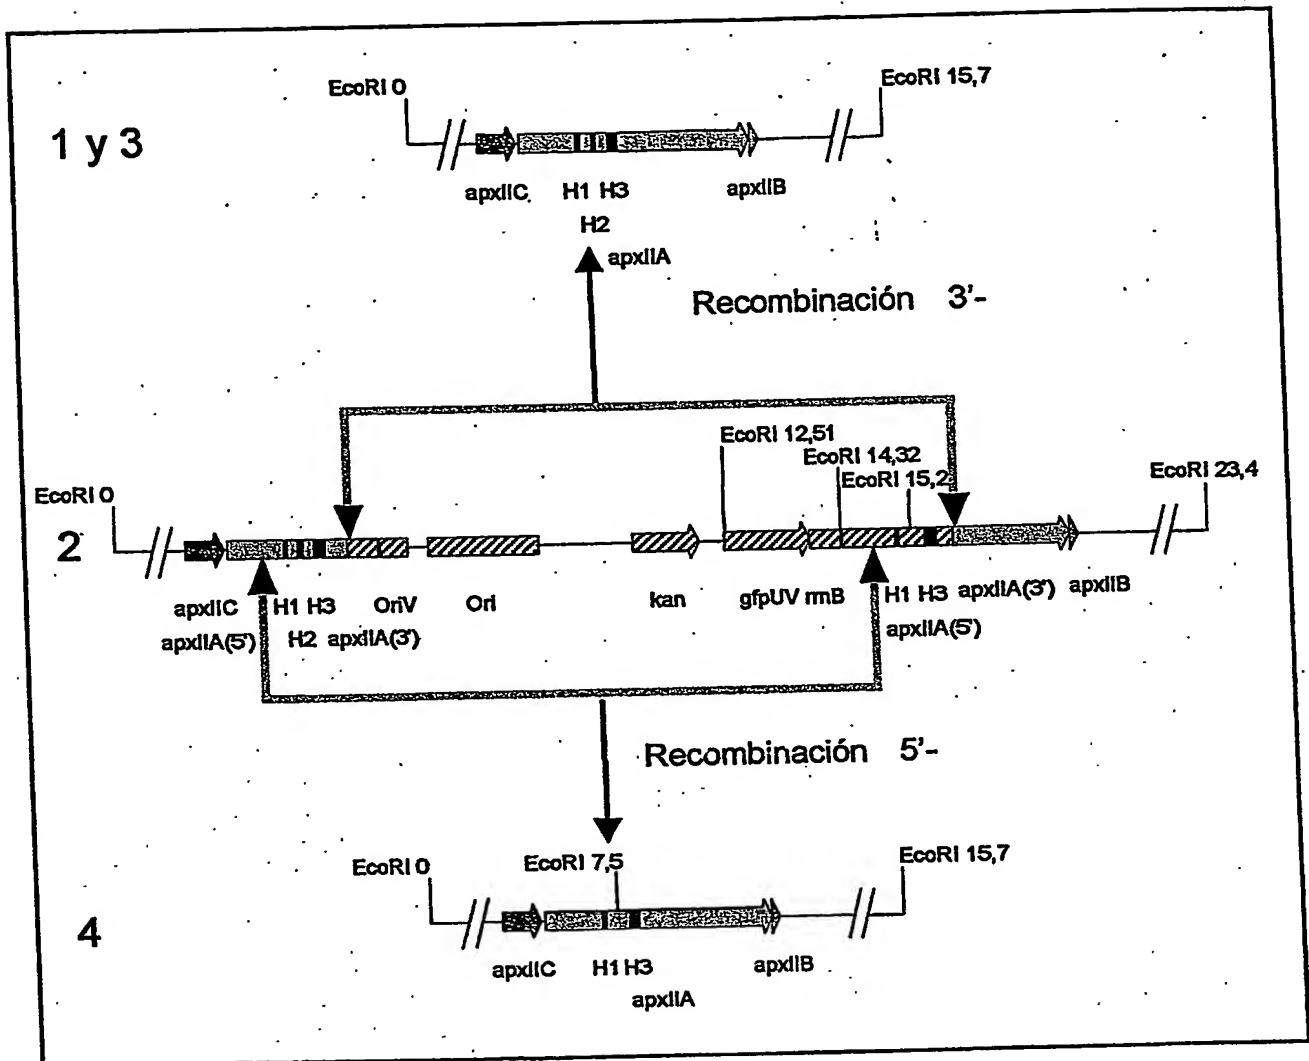 EcoRI 0
EcoRI 15,7
1 y 3
apxIIC
H1 H3
apxIIB
H2
apxIIA
Recombinación 3'-
EcoRI 12,51
EcoRI 14,32
EcoRI 15,2
EcoRI 23,4
EcoRI 0
2
apxIIC
H1 H3
OriV
Ori
kan
gfpUV rrnB
H1 H3 apxIIA(3') apxIIB
apxIIA(5')
H2 apxIIA(3')
apxIIA(5')
Recombinación 5'-
EcoRI 0
EcoRI 7,5
EcoRI 15,7
4
apxIIC
H1 H3
apxIIB
apxIIA